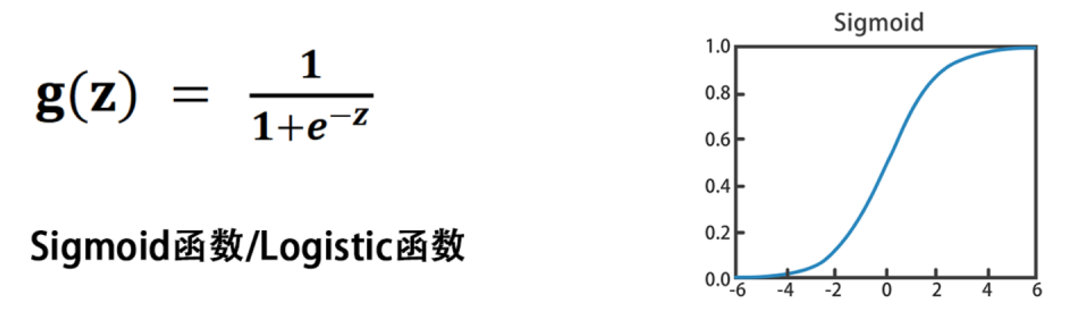 g(z) = 1/(1+e^{-z})
Sigmoid函数/Logistic函数
Sigmoid
1.0
0.8
0.6
0.4
0.2
0.0
-6 -4 -2 0 2 4 6